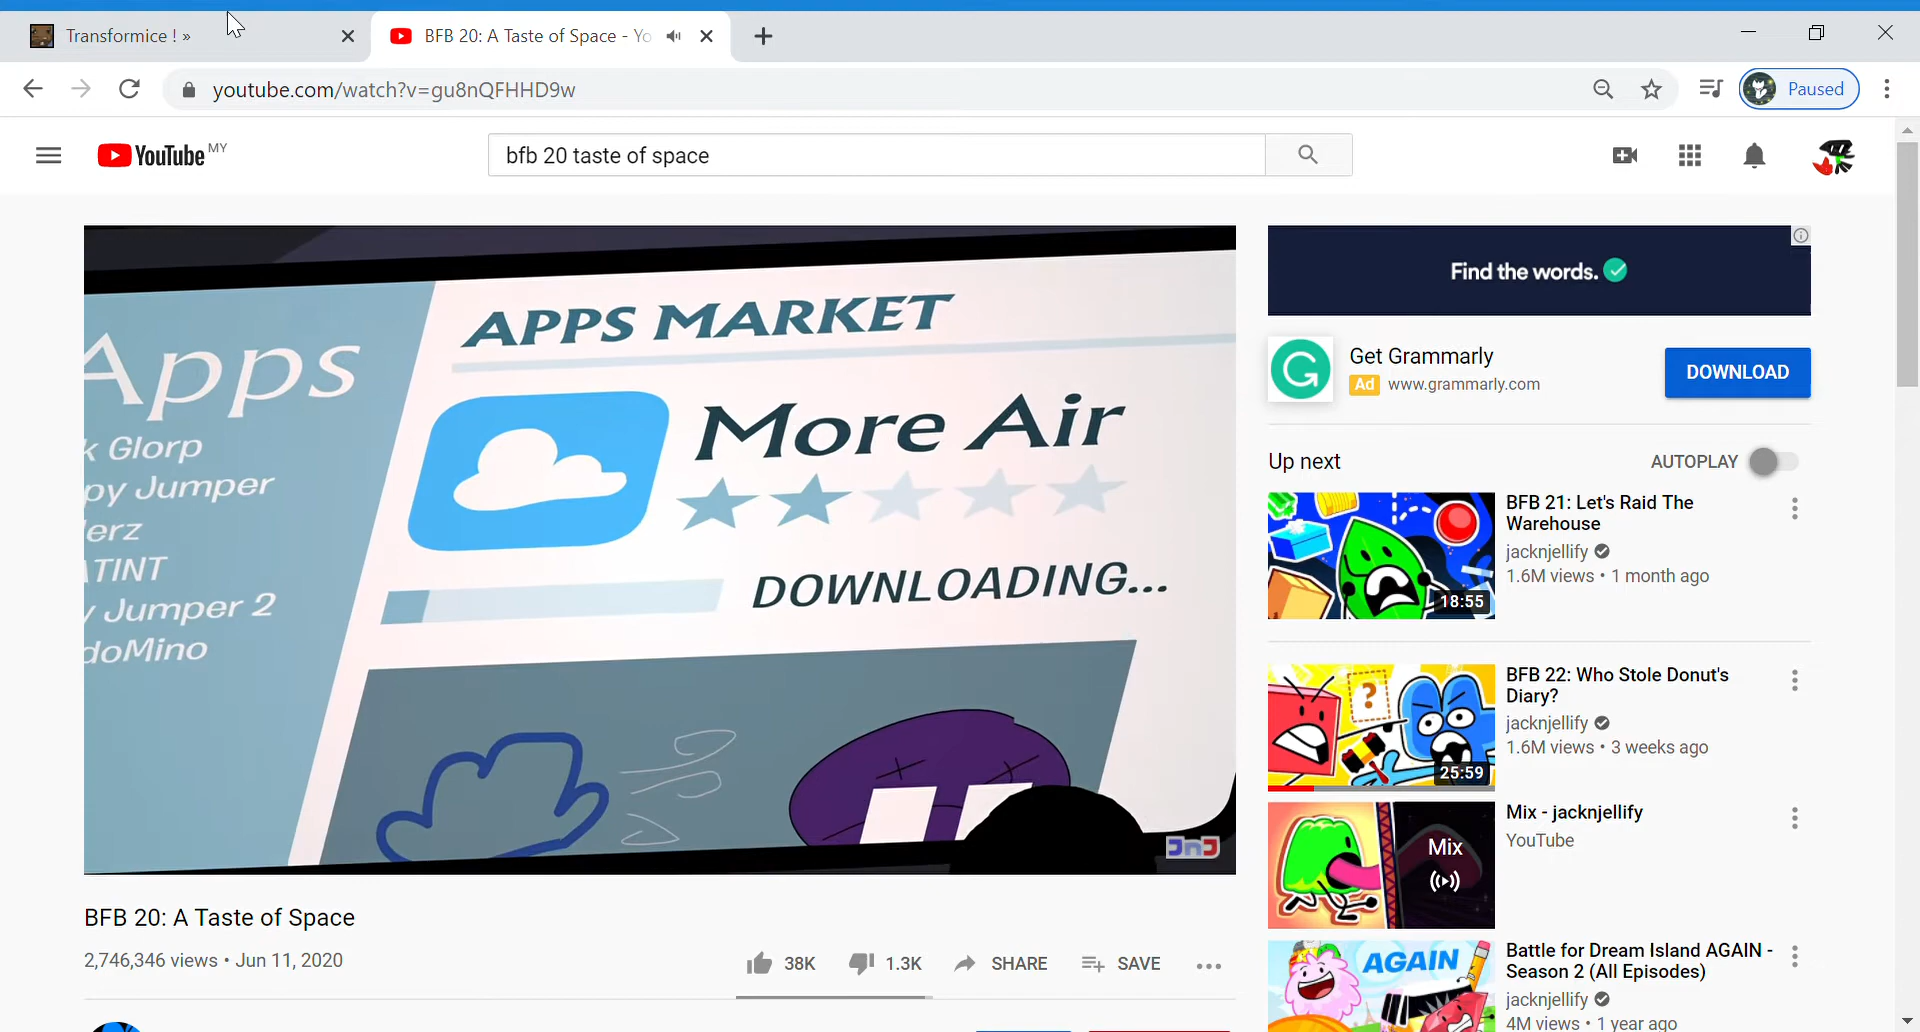 Transformice ! »
BFB 20: A Taste of Space - Yo
youtube.com/watch?v=gu8nQFHHD9w
Paused
YouTube MY
bfb 20 taste of space
Apps
k Glorp
py Jumper
erz
TINT
y Jumper 2
doMino
APPS MARKET
More Air
DOWNLOADING...
JnJ
BFB 20: A Taste of Space
2,746,346 views • Jun 11, 2020
38K
1.3K
SHARE
SAVE
Find the words.
Get Grammarly
Ad www.grammarly.com
DOWNLOAD
Up next
AUTOPLAY
18:55
BFB 21: Let's Raid The
Warehouse
jacknjellify
1.6M views • 1 month ago
?
25:59
BFB 22: Who Stole Donut's
Diary?
jacknjellify
1.6M views • 3 weeks ago
Mix
Mix - jacknjellify
YouTube
AGAIN
Battle for Dream Island AGAIN -
Season 2 (All Episodes)
jacknjellify
4M views • 1 year ago